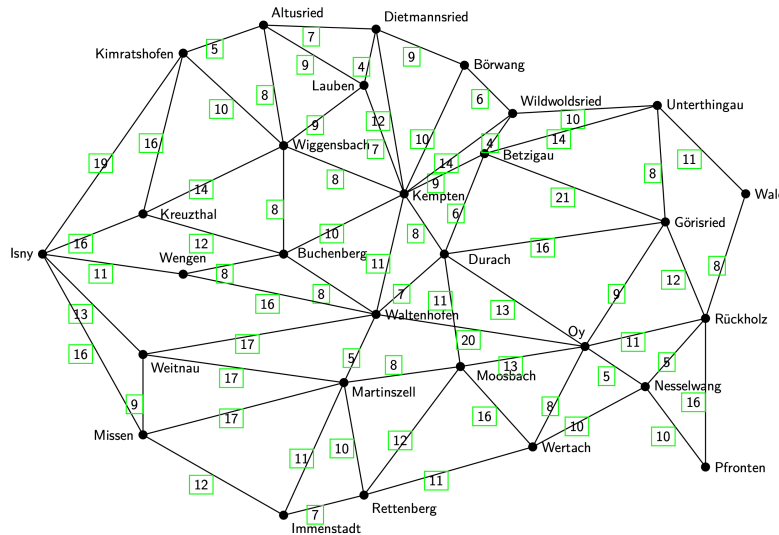 Altusried
Dietmannsried
7
5
Kimratshofen
9
9
4
Börwang
Lauben
6
8
10
Wildwoldsried
Unterthingau
12
10
9
16
10
4
14
Wiggensbach
7
Betzigau
19
14
11
8
8
9
14
Kempten
21
Wal
8
6
Kreuzthal
Görisried
10
8
16
12
16
Isny
Wengen
Buchenberg
Durach
11
8
11
8
12
8
7
9
16
11
13
13
Waltenhofen
Rückholz
Oy
20
11
17
16
5
8
13
5
Weitnau
Moosbach
17
5
Martinszell
Nesselwang
9
17
8
16
16
Missen
12
10
10
10
11
Wertach
Pfronten
12
11
Rettenberg
7
Immenstadt